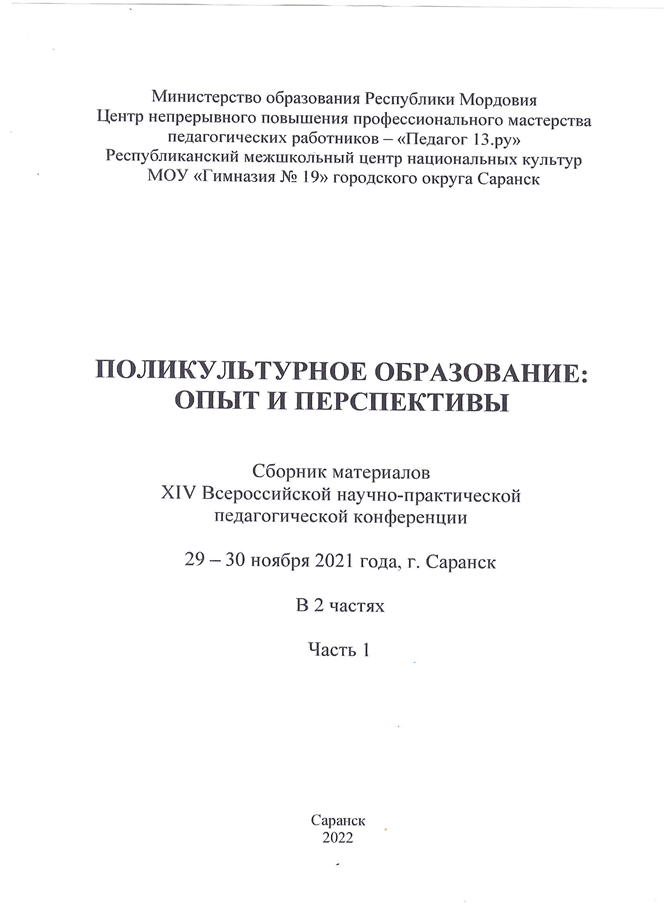 Министерство образования Республики Мордовия
Центр непрерывного повышения профессионального мастерства
педагогических работников – «Педагог 13.ру»
Республиканский межшкольный центр национальных культур
МОУ «Гимназия № 19» городского округа Саранск
ПОЛИКУЛЬТУРНОЕ ОБРАЗОВАНИЕ:
ОПЫТ И ПЕРСПЕКТИВЫ
Сборник материалов
XIV Всероссийской научно-практической
педагогической конференции
29 – 30 ноября 2021 года, г. Саранск
В 2 частях
Часть 1
Саранск
2022